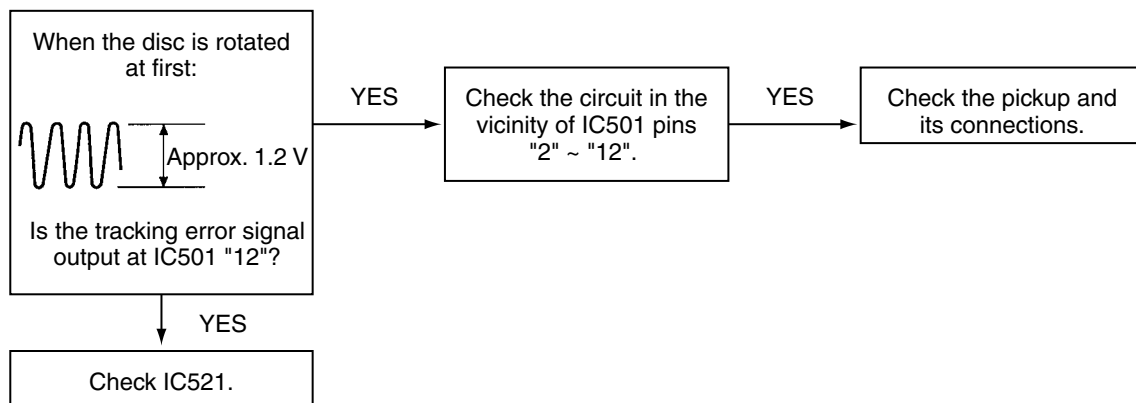 When the disc is rotated
at first:
Approx. 1.2 V
Is the tracking error signal
output at IC501 "12"?
YES
Check the circuit in the
vicinity of IC501 pins
"2" ~ "12".
YES
Check the pickup and
its connections.
YES
Check IC521.